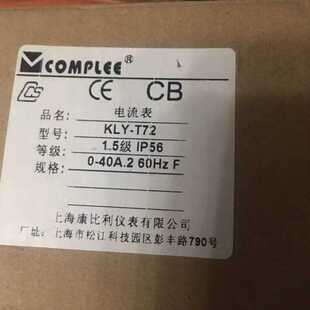 COMPLEE®
CS CE CB
品名: 电流表
型号: KLY-T72
等级: 1.5级 IP56
规格: 0-40A.2 60Hz F
上海康比利仪表有限公司
厂址: 上海市松江科技园区彭丰路790号